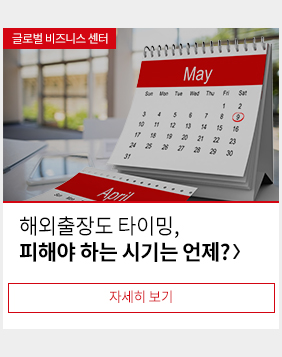 글로벌 비즈니스 센터
May
Sun Mon Tue Wed Thu Fri Sat
1 2
3 4 5 6 7 8 9
10 11 12 13 14 15 16
17 18 19 20 21 22 23
24 25 26 27 28 29 30
31
April
해외출장도 타이밍,
피해야 하는 시기는 언제?>
자세히 보기